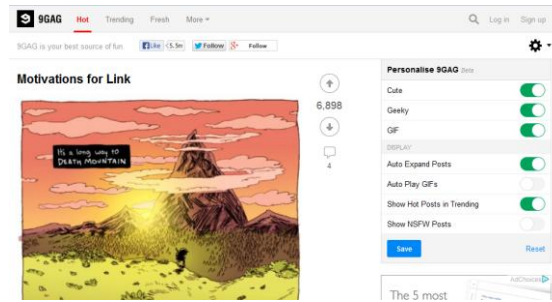 9GAG Hot Trending Fresh More Log in Sign up
9GAG is your best source of fun. Like 5.5m Follow Follow
Motivations for Link
It's a long way to
DEATH MOUNTAIN
6,898
4
Personalise 9GAG Beta
Cute
Geeky
GIF
DISPLAY
Auto Expand Posts
Auto Play GIFs
Show Hot Posts in Trending
Show NSFW Posts
Save Reset
AdChoices
The 5 most